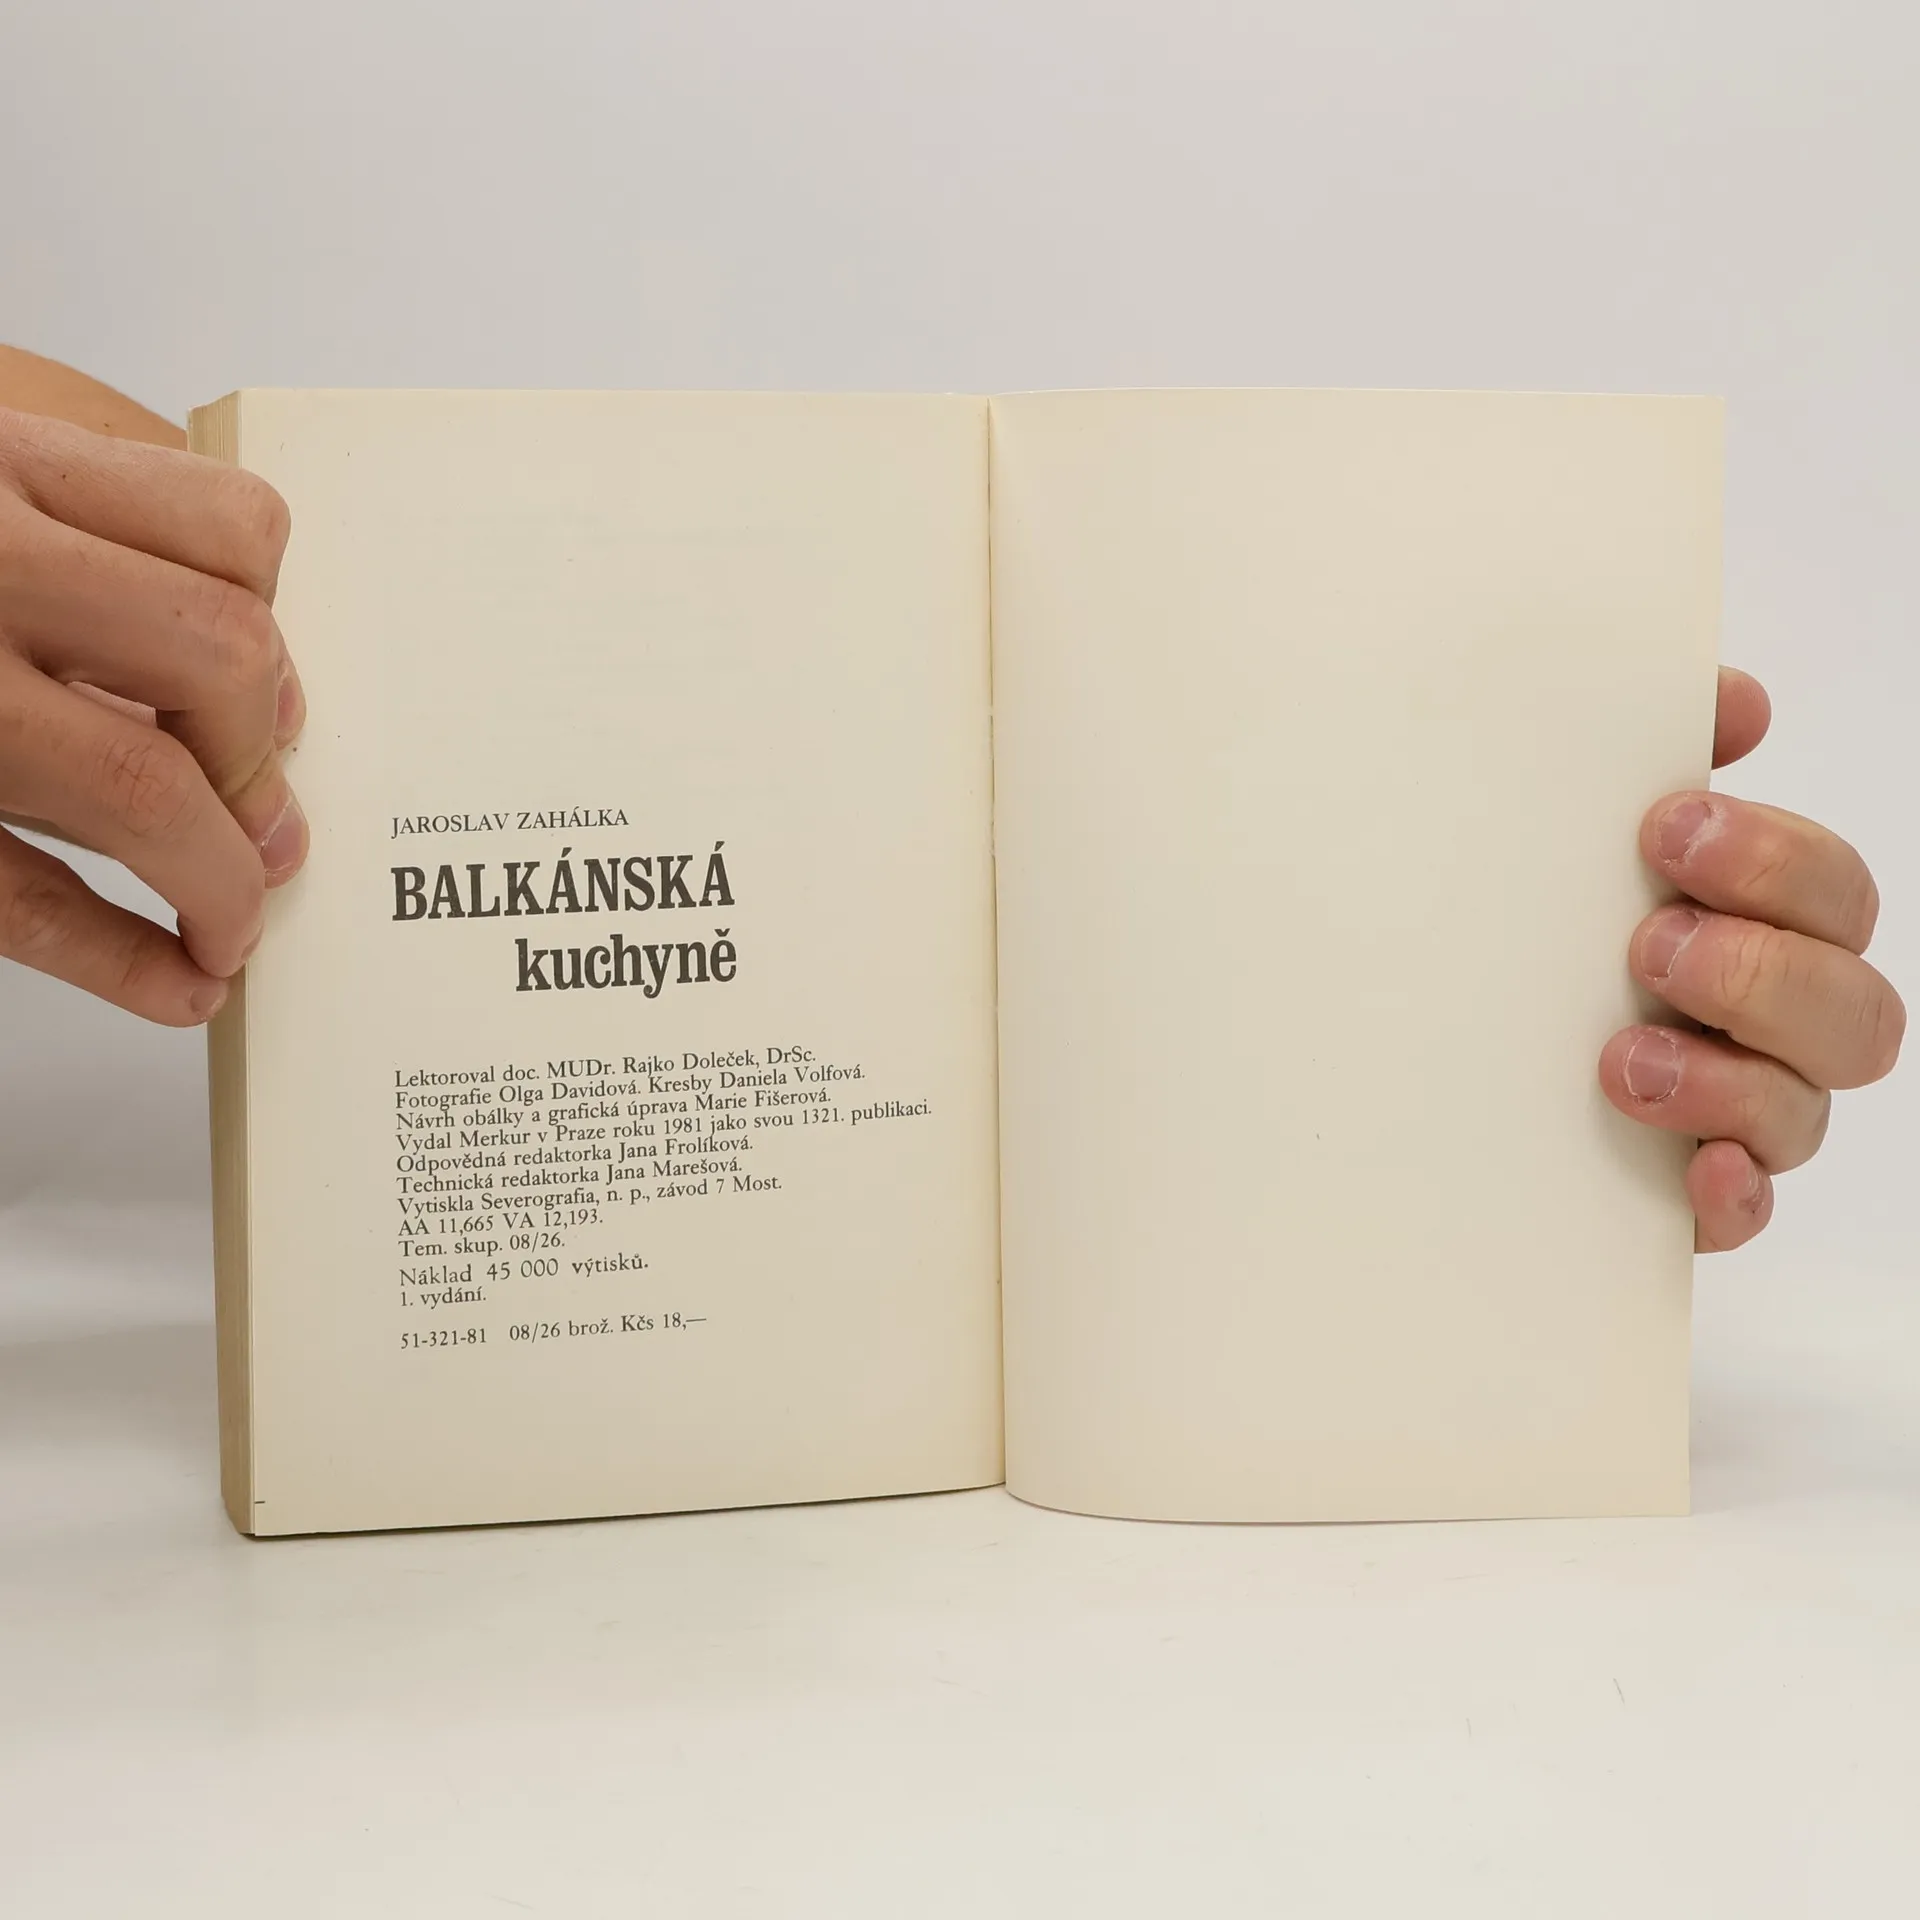 JAROSLAV ZAHÁLKA
BALKÁNSKÁ
kuchyně
Lektoroval doc. MUDr. Rajko Doleček, DrSc.
Fotografie Olga Davidová. Kresby Daniela Volfová.
Návrh obálky a grafická úprava Marie Fišerová.
Vydal Merkur v Praze roku 1981 jako svou 1321. publikaci.
Odpovědná redaktorka Jana Frolíková.
Technická redaktorka Jana Marešová.
Vytiskla Severografia, n. p., závod 7 Most.
AA 11,665 VA 12,193.
Tem. skup. 08/26.
Náklad 45 000 výtisků.
1. vydání.
51-321-81 08/26 brož. Kčs 18,—